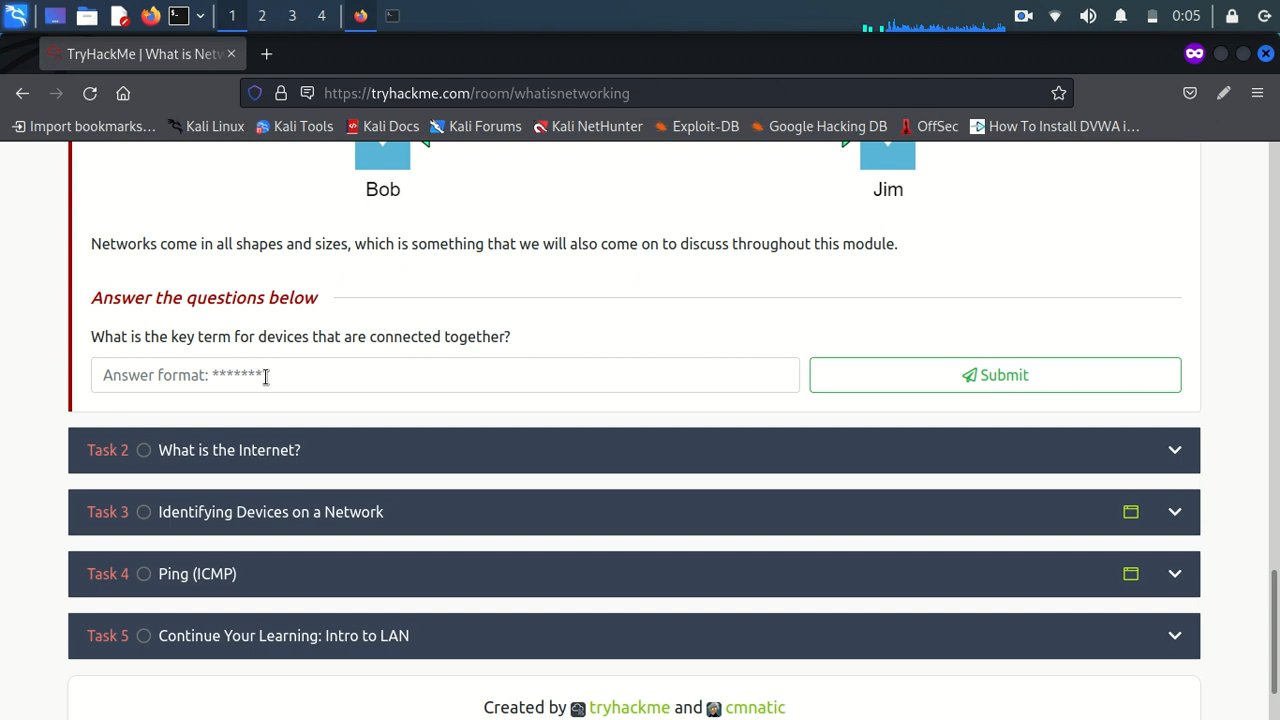 1 2 3 4 0:05
TryHackMe | What is Netw
https://tryhackme.com/room/whatisnetworking
Import bookmarks... Kali Linux Kali Tools Kali Docs Kali Forums Kali NetHunter Exploit-DB Google Hacking DB OffSec How To Install DVWA i...
Bob Jim
Networks come in all shapes and sizes, which is something that we will also come on to discuss throughout this module.
Answer the questions below
What is the key term for devices that are connected together?
Answer format: ******* Submit
Task 2 What is the Internet?
Task 3 Identifying Devices on a Network
Task 4 Ping (ICMP)
Task 5 Continue Your Learning: Intro to LAN
Created by tryhackme and cmnatic